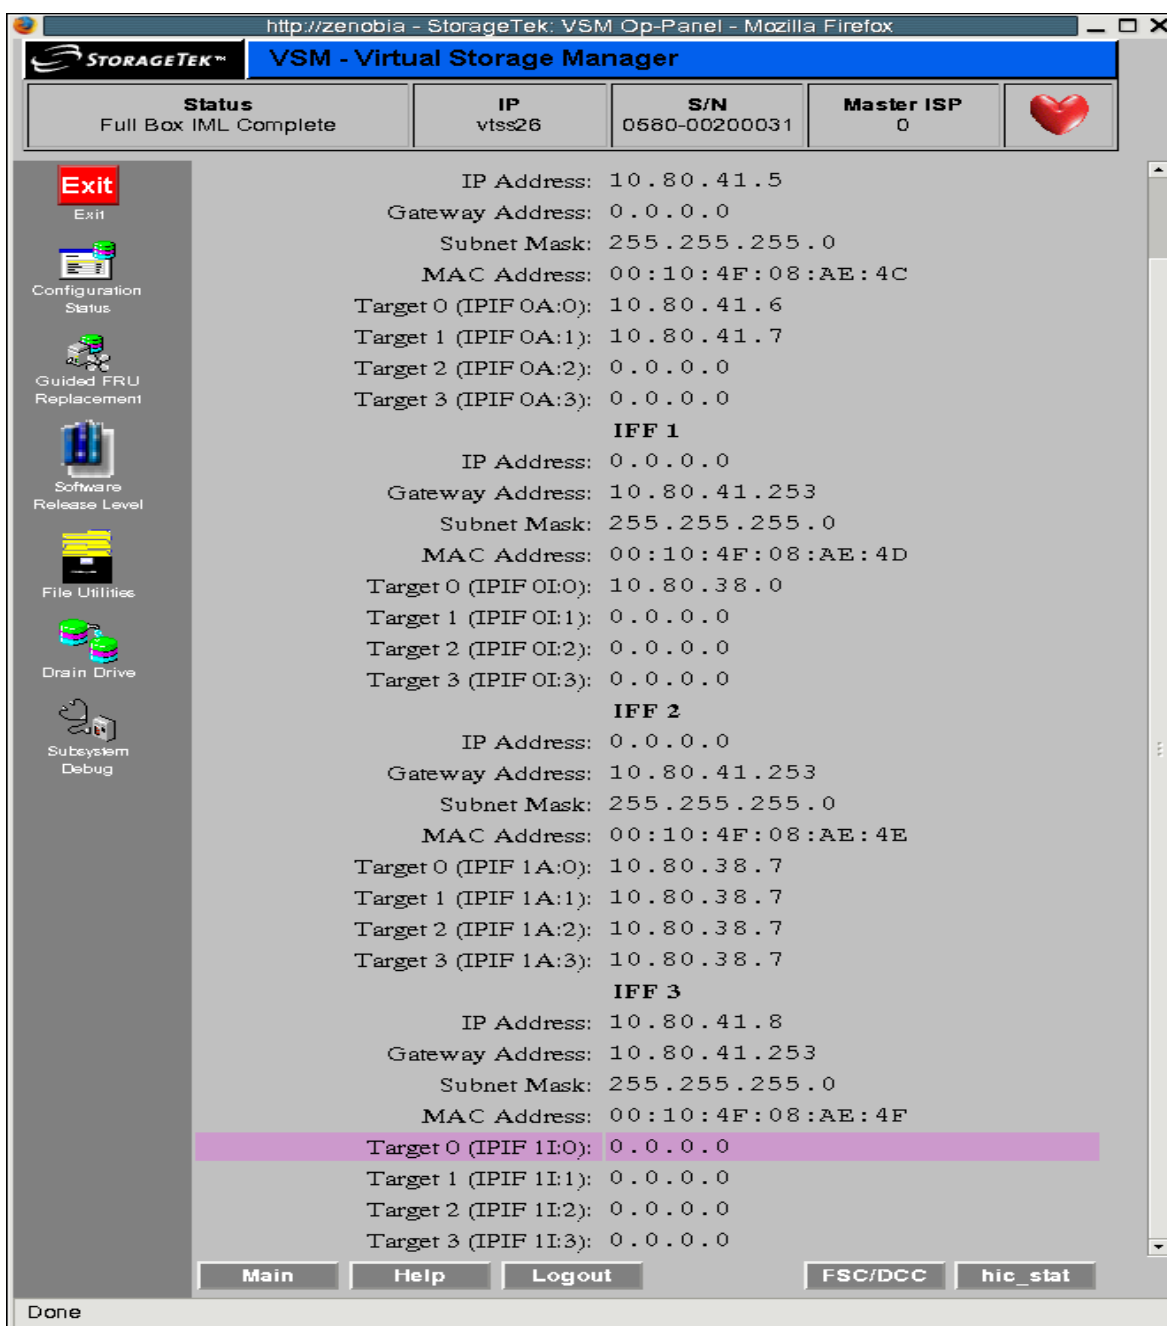 http://zenobia - StorageTek: VSM Op-Panel - Mozilla Firefox
STORAGETEK™ VSM - Virtual Storage Manager
Status IP S/N Master ISP
Full Box IML Complete vtss26 0580-00200031 0
Exit
Exit
Configuration
Status
Guided FRU
Replacement
Software
Release Level
File Utilities
Drain Drive
Subsystem
Debug
IP Address: 10.80.41.5
Gateway Address: 0.0.0.0
Subnet Mask: 255.255.255.0
MAC Address: 00:10:4F:08:AE:4C
Target 0 (IPIF 0A:0): 10.80.41.6
Target 1 (IPIF 0A:1): 10.80.41.7
Target 2 (IPIF 0A:2): 0.0.0.0
Target 3 (IPIF 0A:3): 0.0.0.0
IFF 1
IP Address: 0.0.0.0
Gateway Address: 10.80.41.253
Subnet Mask: 255.255.255.0
MAC Address: 00:10:4F:08:AE:4D
Target 0 (IPIF 0I:0): 10.80.38.0
Target 1 (IPIF 0I:1): 0.0.0.0
Target 2 (IPIF 0I:2): 0.0.0.0
Target 3 (IPIF 0I:3): 0.0.0.0
IFF 2
IP Address: 0.0.0.0
Gateway Address: 10.80.41.253
Subnet Mask: 255.255.255.0
MAC Address: 00:10:4F:08:AE:4E
Target 0 (IPIF 1A:0): 10.80.38.7
Target 1 (IPIF 1A:1): 10.80.38.7
Target 2 (IPIF 1A:2): 10.80.38.7
Target 3 (IPIF 1A:3): 10.80.38.7
IFF 3
IP Address: 10.80.41.8
Gateway Address: 10.80.41.253
Subnet Mask: 255.255.255.0
MAC Address: 00:10:4F:08:AE:4F
Target 0 (IPIF 1I:0): 0.0.0.0
Target 1 (IPIF 1I:1): 0.0.0.0
Target 2 (IPIF 1I:2): 0.0.0.0
Target 3 (IPIF 1I:3): 0.0.0.0
Main Help Logout FSC/DCC hic_stat
Done